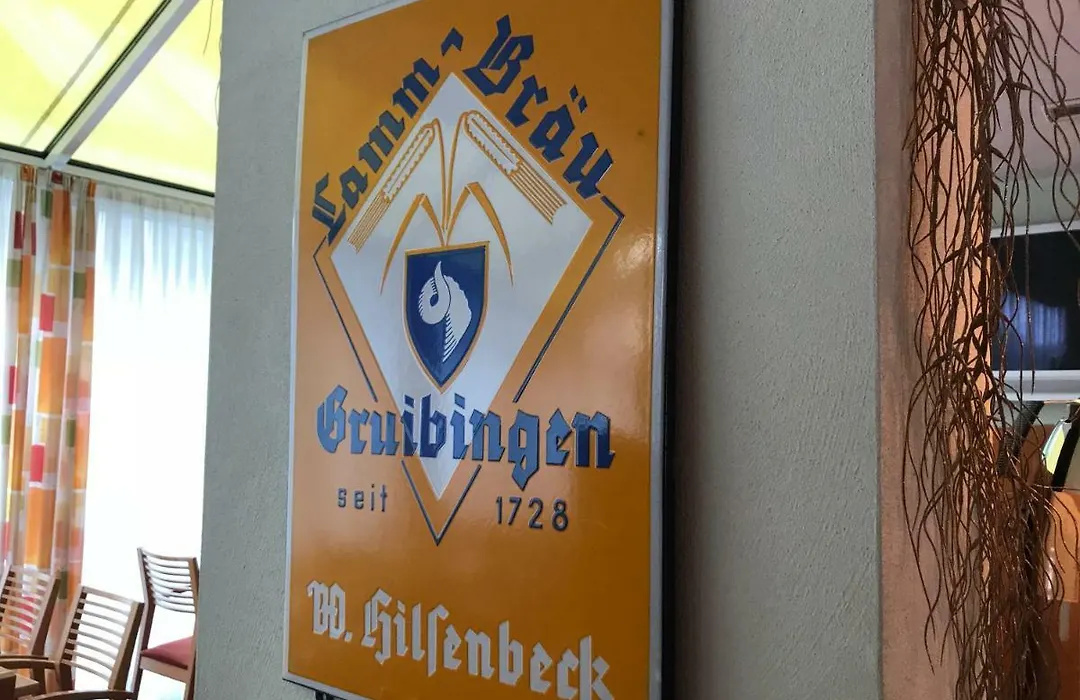 Lamm-Bräu
Gruibingen
seit 1728
W. Hilſenbeck